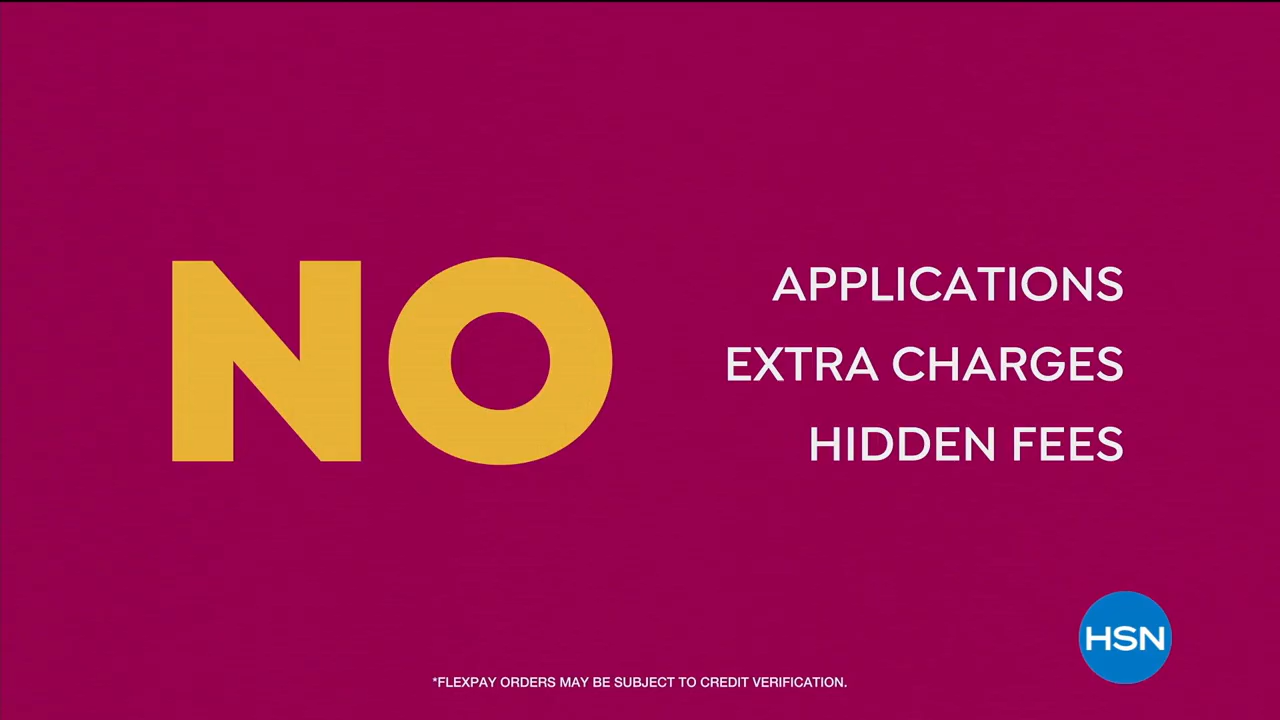 NO
APPLICATIONS
EXTRA CHARGES
HIDDEN FEES
HSN
*FLEXPAY ORDERS MAY BE SUBJECT TO CREDIT VERIFICATION.